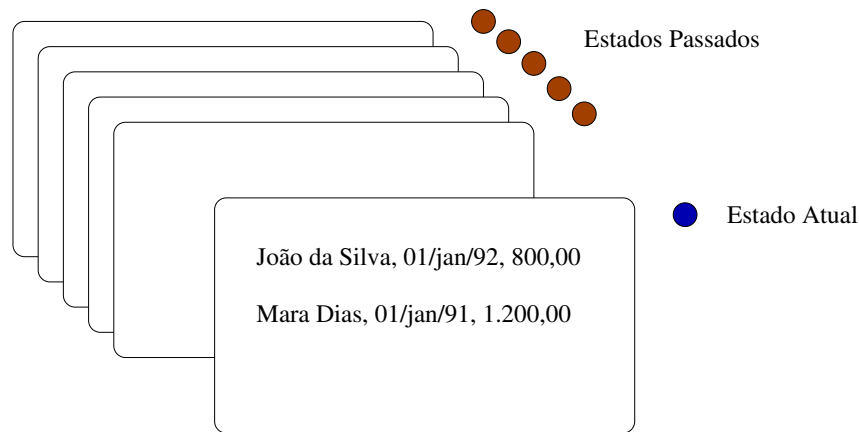 Estados Passados
Estado Atual
João da Silva, 01/jan/92, 800,00
Mara Dias, 01/jan/91, 1.200,00